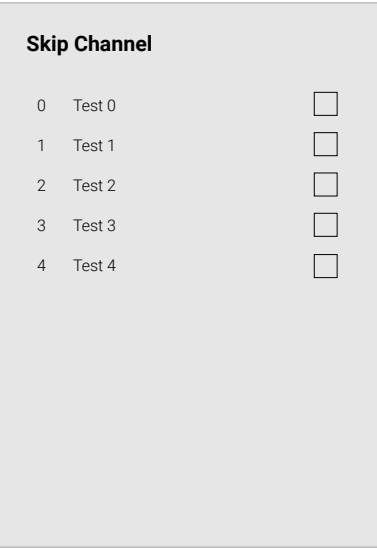 Skip Channel
0 Test 0
1 Test 1
2 Test 2
3 Test 3
4 Test 4